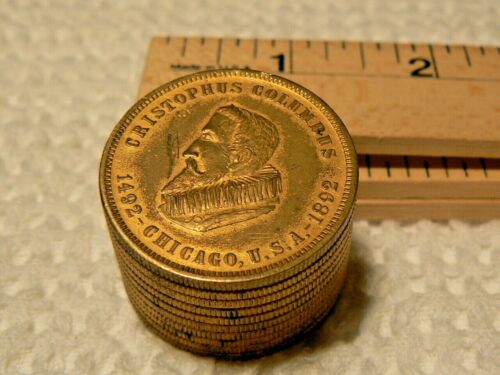 CRISTOPHUS COLUMBUS
1492 - CHICAGO, U.S.A. - 1892
1 2